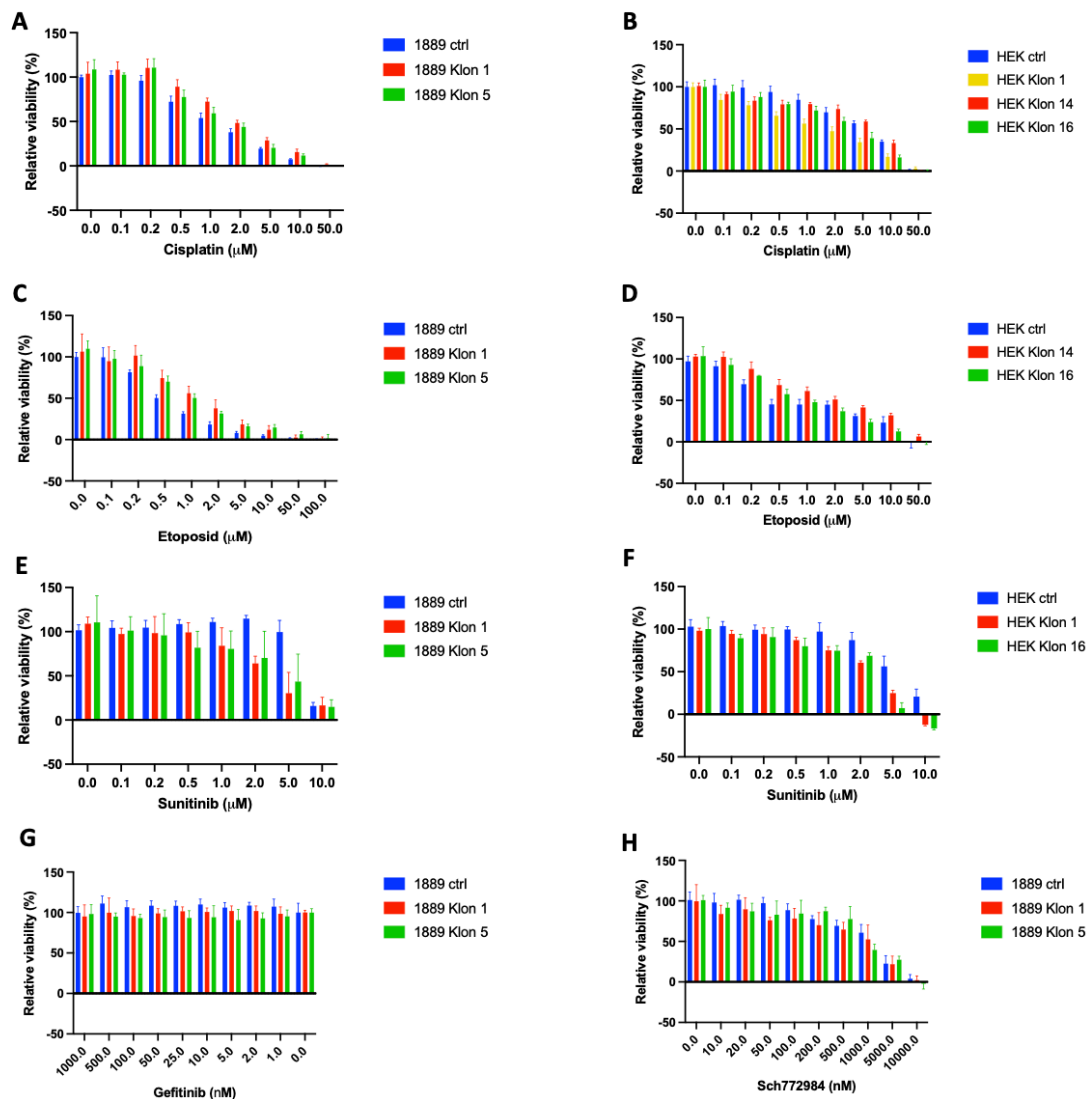 A
150
100
50
0
-50
Relative viability (%)
0.0 0.1 0.2 0.5 1.0 2.0 5.0 10.0 50.0
Cisplatin (μM)
1889 ctrl
1889 Klon 1
1889 Klon 5
B
150
100
50
0
-50
Relative viability (%)
0.0 0.1 0.2 0.5 1.0 2.0 5.0 10.0 50.0
Cisplatin (μM)
HEK ctrl
HEK Klon 1
HEK Klon 14
HEK Klon 16
C
150
100
50
0
-50
Relative viability (%)
0.0 0.1 0.2 0.5 1.0 2.0 5.0 10.0 50.0 100.0
Etoposid (μM)
1889 ctrl
1889 Klon 1
1889 Klon 5
D
150
100
50
0
-50
Relative viability (%)
0.0 0.1 0.2 0.5 1.0 2.0 5.0 10.0 50.0
Etoposid (μM)
HEK ctrl
HEK Klon 14
HEK Klon 16
E
150
100
50
0
-50
Relative viability (%)
0.0 0.1 0.2 0.5 1.0 2.0 5.0 10.0
Sunitinib (μM)
1889 ctrl
1889 Klon 1
1889 Klon 5
F
150
100
50
0
-50
Relative viability (%)
0.0 0.1 0.2 0.5 1.0 2.0 5.0 10.0
Sunitinib (μM)
HEK ctrl
HEK Klon 1
HEK Klon 16
G
150
100
50
0
-50
Relative viability (%)
1000.0 500.0 100.0 50.0 25.0 10.0 5.0 2.0 1.0 0.0
Gefitinib (nM)
1889 ctrl
1889 Klon 1
1889 Klon 5
H
150
100
50
0
-50
Relative viability (%)
0.0 10.0 20.0 50.0 100.0 200.0 500.0 1000.0 5000.0 10000.0
Sch772984 (nM)
1889 ctrl
1889 Klon 1
1889 Klon 5